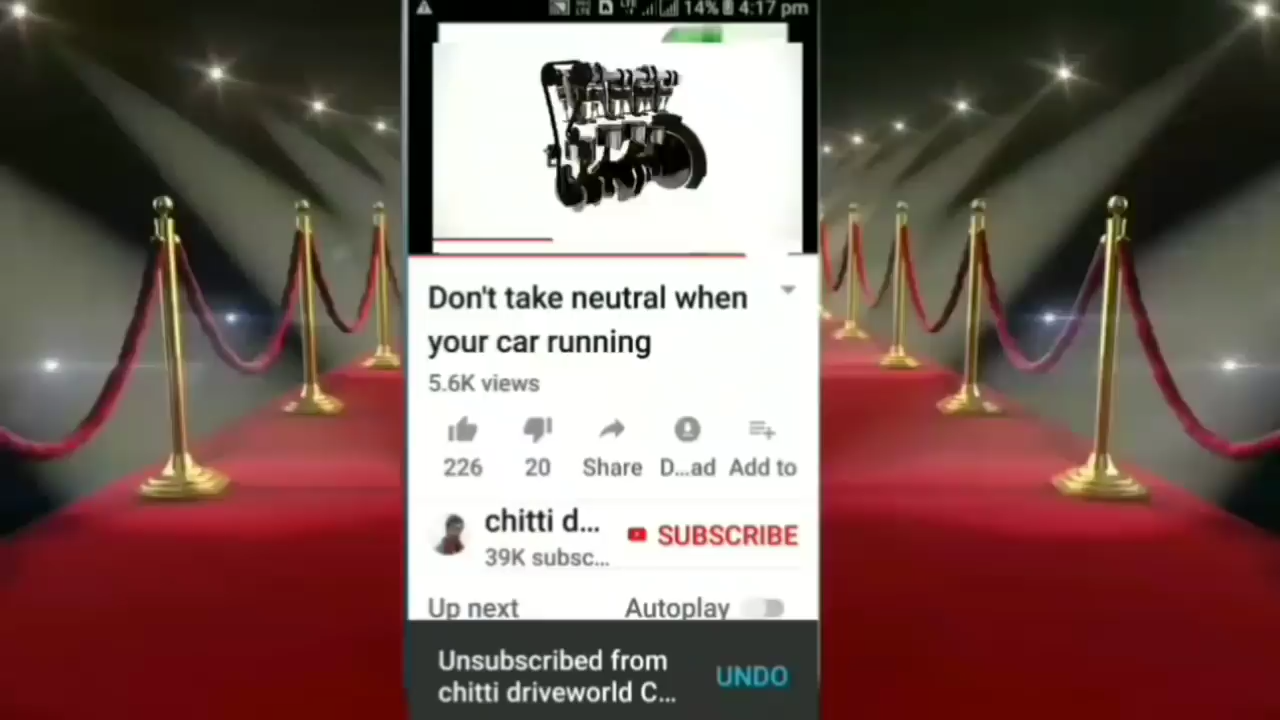 14% 4:17 pm
Don't take neutral when
your car running
5.6K views
226 20 Share D...ad Add to
chitti d... SUBSCRIBE
39K subsc...
Up next Autoplay
Unsubscribed from UNDO
chitti driveworld C...